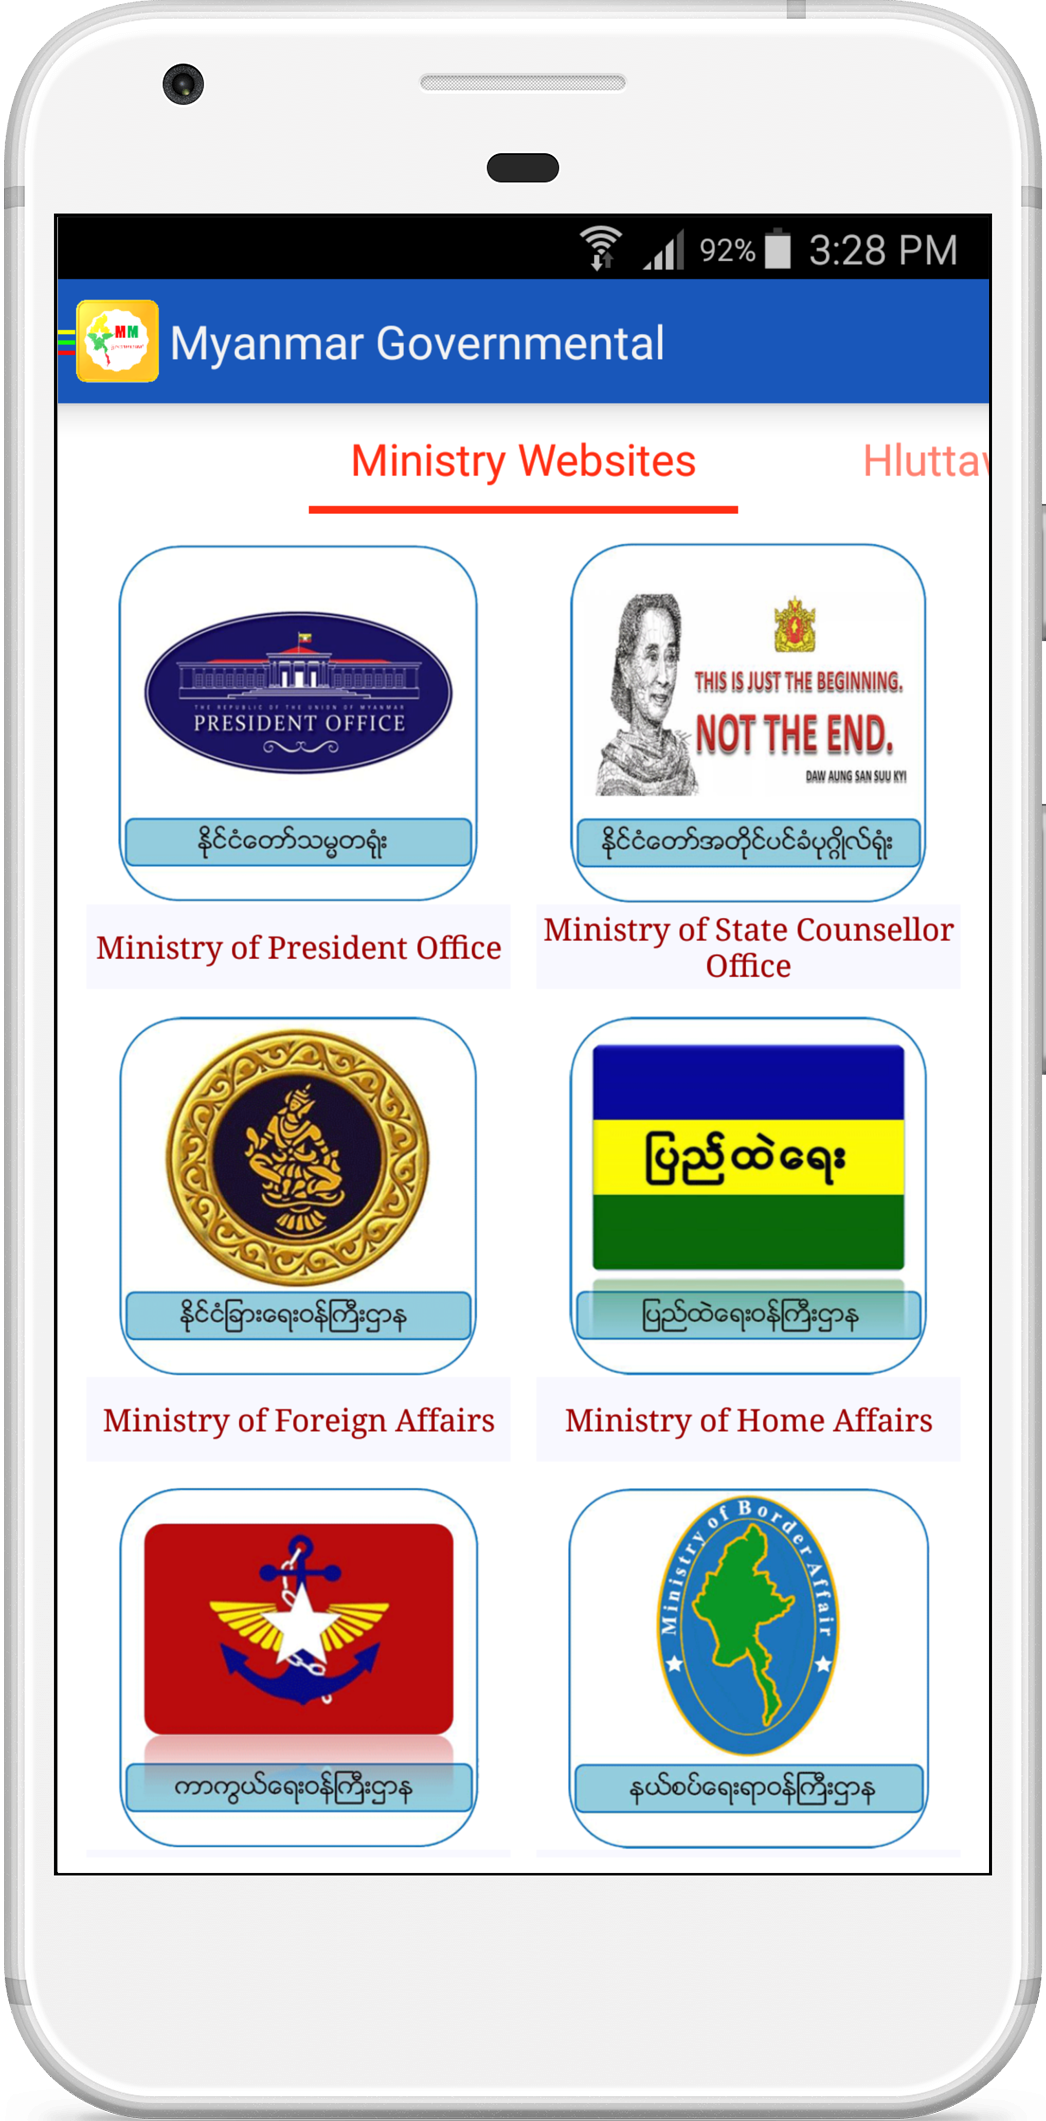 92% 3:28 PM
MM
Myanmar Governmental
Ministry Websites
Hluttaw
THE REPUBLIC OF THE UNION OF MYANMAR
PRESIDENT OFFICE
နိုင်ငံတော်သမ္မတရုံး
Ministry of President Office
THIS IS JUST THE BEGINNING.
NOT THE END.
DAW AUNG SAN SUU KYI
နိုင်ငံတော်အတိုင်ပင်ခံပုဂ္ဂိုလ်ရုံး
Ministry of State Counsellor
Office
နိုင်ငံခြားရေးဝန်ကြီးဌာန
Ministry of Foreign Affairs
ပြည်ထဲရေး
ပြည်ထဲရေးဝန်ကြီးဌာန
Ministry of Home Affairs
ကာကွယ်ရေးဝန်ကြီးဌာန
Ministry of Border Affair
နယ်စပ်ရေးရာဝန်ကြီးဌာန